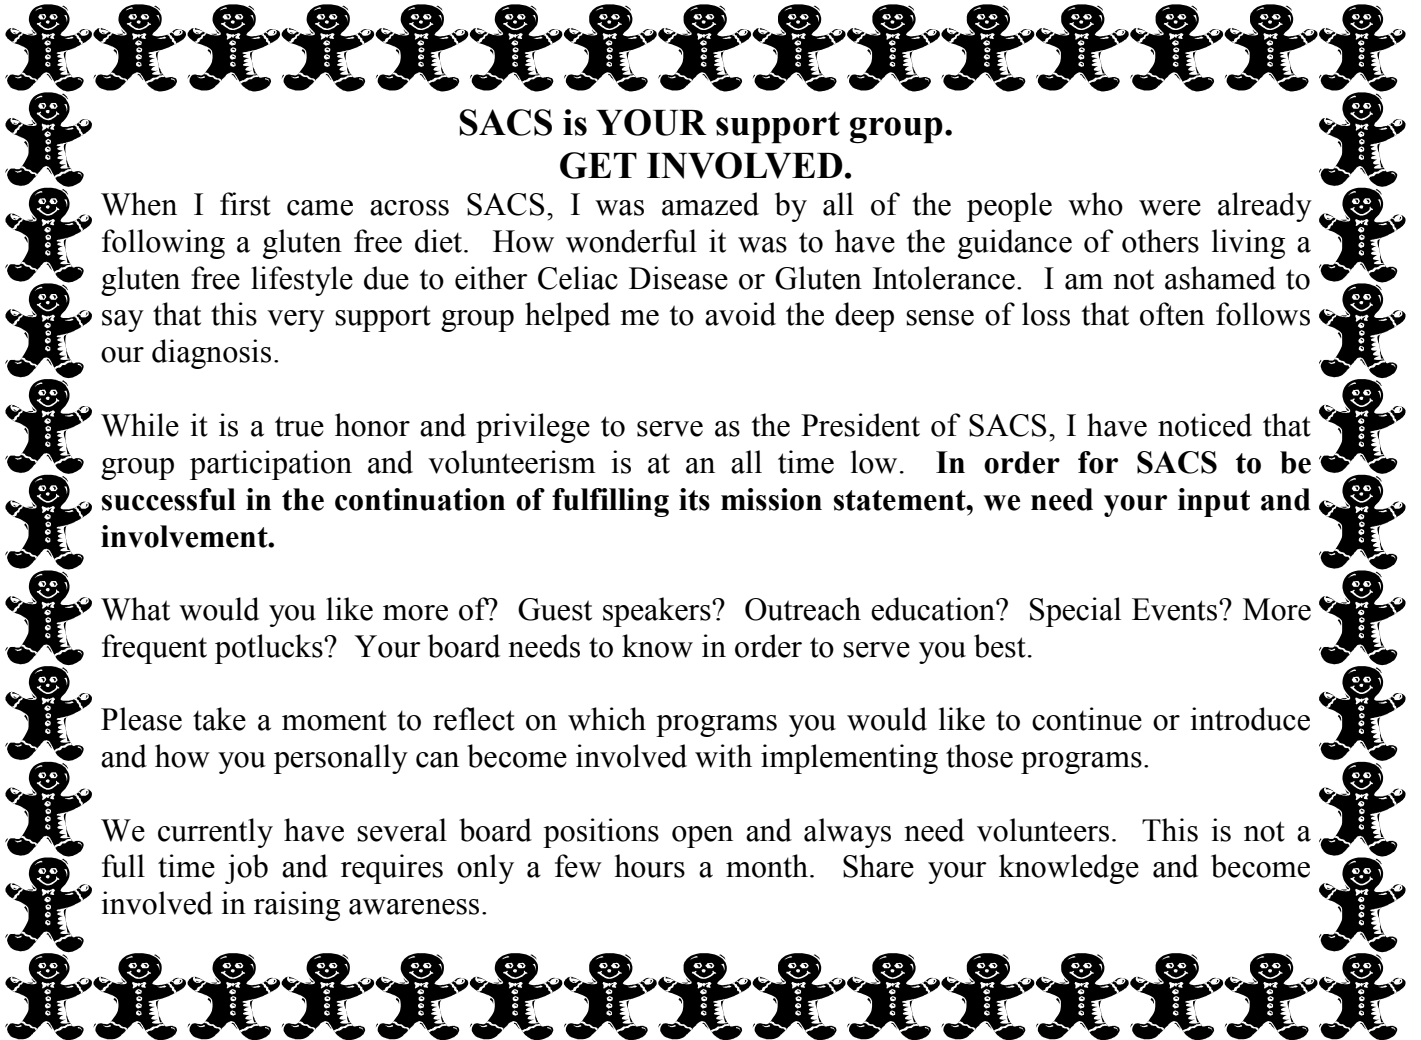 SACS is YOUR support group.
GET INVOLVED.
When I first came across SACS, I was amazed by all of the people who were already
following a gluten free diet.  How wonderful it was to have the guidance of others living a
gluten free lifestyle due to either Celiac Disease or Gluten Intolerance.  I am not ashamed to
say that this very support group helped me to avoid the deep sense of loss that often follows
our diagnosis.
While it is a true honor and privilege to serve as the President of SACS, I have noticed that
group participation and volunteerism is at an all time low.  In order for SACS to be
successful in the continuation of fulfilling its mission statement, we need your input and
involvement.
What would you like more of?  Guest speakers?  Outreach education?  Special Events? More
frequent potlucks?  Your board needs to know in order to serve you best.
Please take a moment to reflect on which programs you would like to continue or introduce
and how you personally can become involved with implementing those programs.
We currently have several board positions open and always need volunteers.  This is not a
full time job and requires only a few hours a month.  Share your knowledge and become
involved in raising awareness.